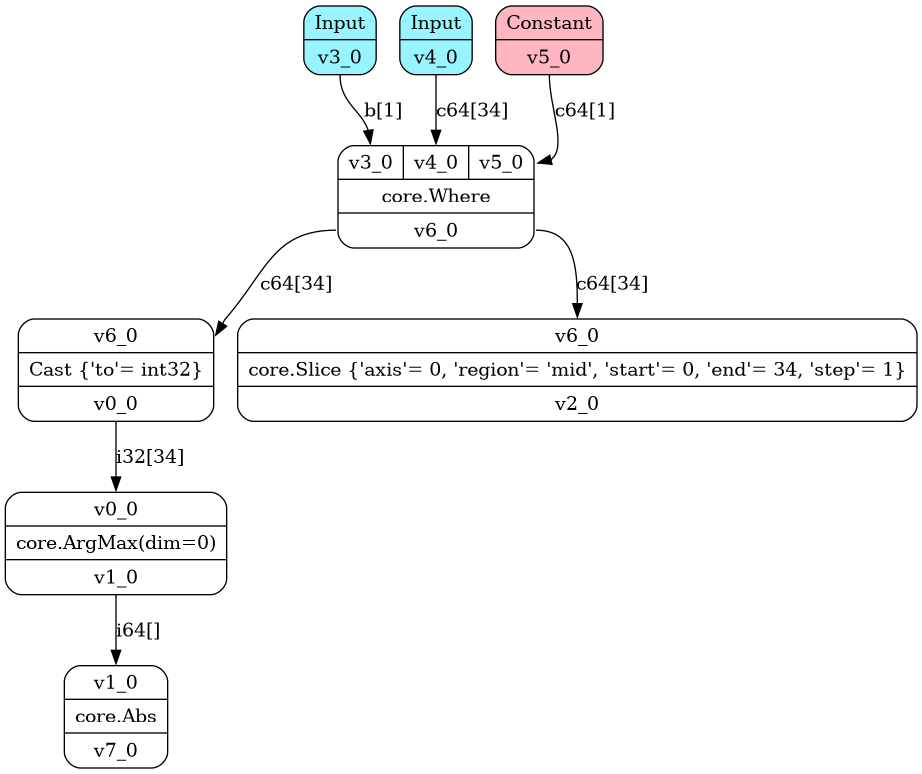 Input
v3_0
Input
v4_0
Constant
v5_0
b[1]
c64[34]
c64[1]
v3_0 v4_0 v5_0
core.Where
v6_0
c64[34]
c64[34]
v6_0
Cast {'to'= int32}
v0_0
v6_0
core.Slice {'axis'= 0, 'region'= 'mid', 'start'= 0, 'end'= 34, 'step'= 1}
v2_0
i32[34]
v0_0
core.ArgMax(dim=0)
v1_0
i64[]
v1_0
core.Abs
v7_0